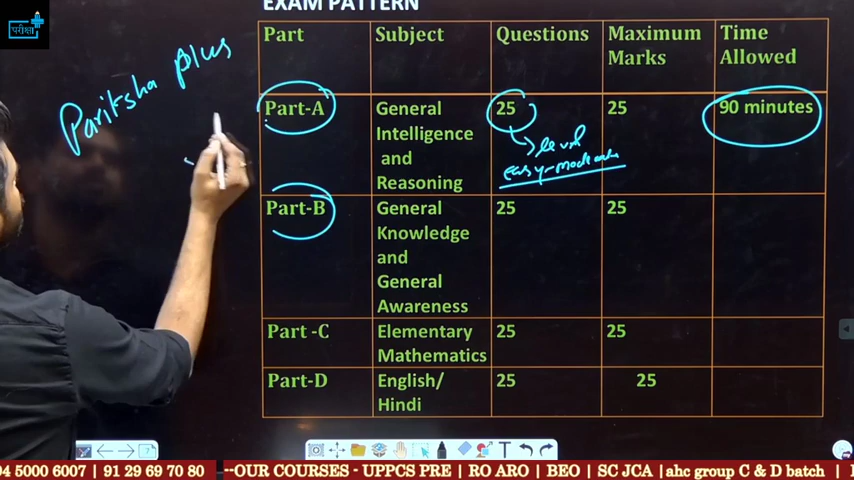 EXAM PATTERN
परीक्षा
Part Subject Questions Maximum Marks Time Allowed
Pariksha plus
Part-A General Intelligence and Reasoning 25 25 90 minutes
level
easy-moderate
Part-B General Knowledge and General Awareness 25 25
Part -C Elementary Mathematics 25 25
Part-D English/ Hindi 25 25
04 5000 6007 | 91 29 69 70 80 --OUR COURSES - UPPCS PRE | RO ARO | BEO | SC JCA | ahc group C & D batch |